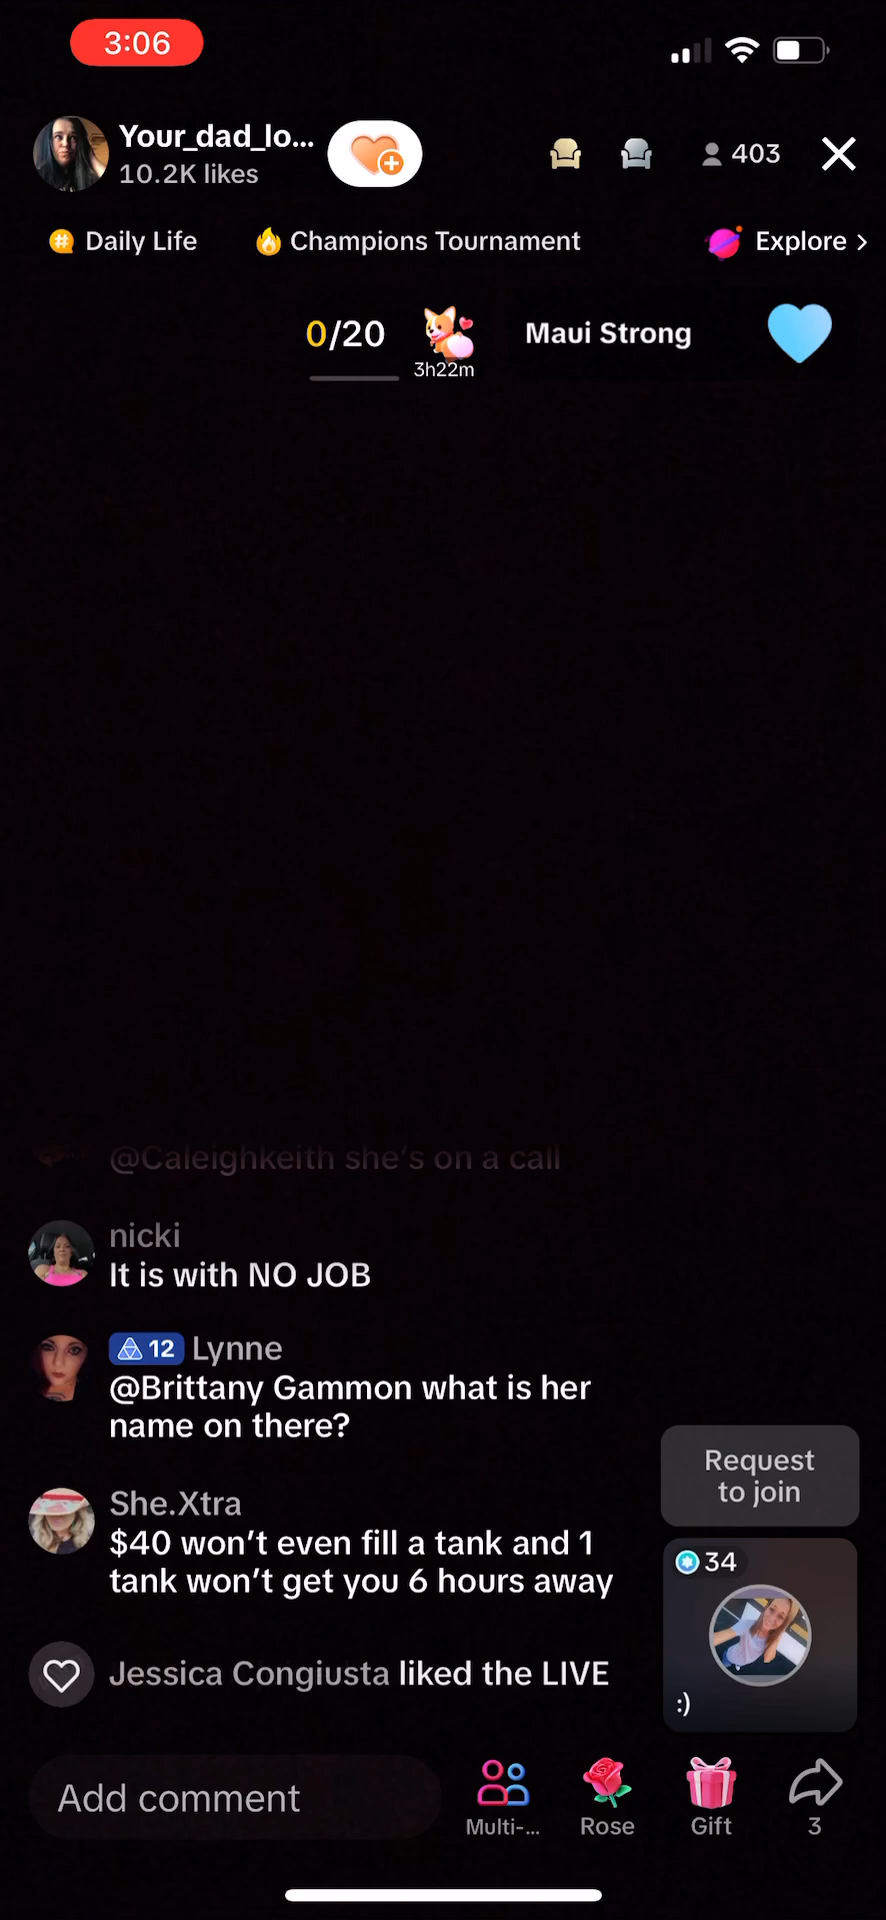 3:06
Your_dad_lo...
10.2K likes
403
Daily Life
Champions Tournament
Explore >
0/20
3h22m
Maui Strong
@Caleighkeith she's on a call
nicki
It is with NO JOB
12 Lynne
@Brittany Gammon what is her
name on there?
She.Xtra
$40 won't even fill a tank and 1
tank won't get you 6 hours away
Jessica Congiusta liked the LIVE
Request
to join
34
:)
Add comment
Multi-...
Rose
Gift
3